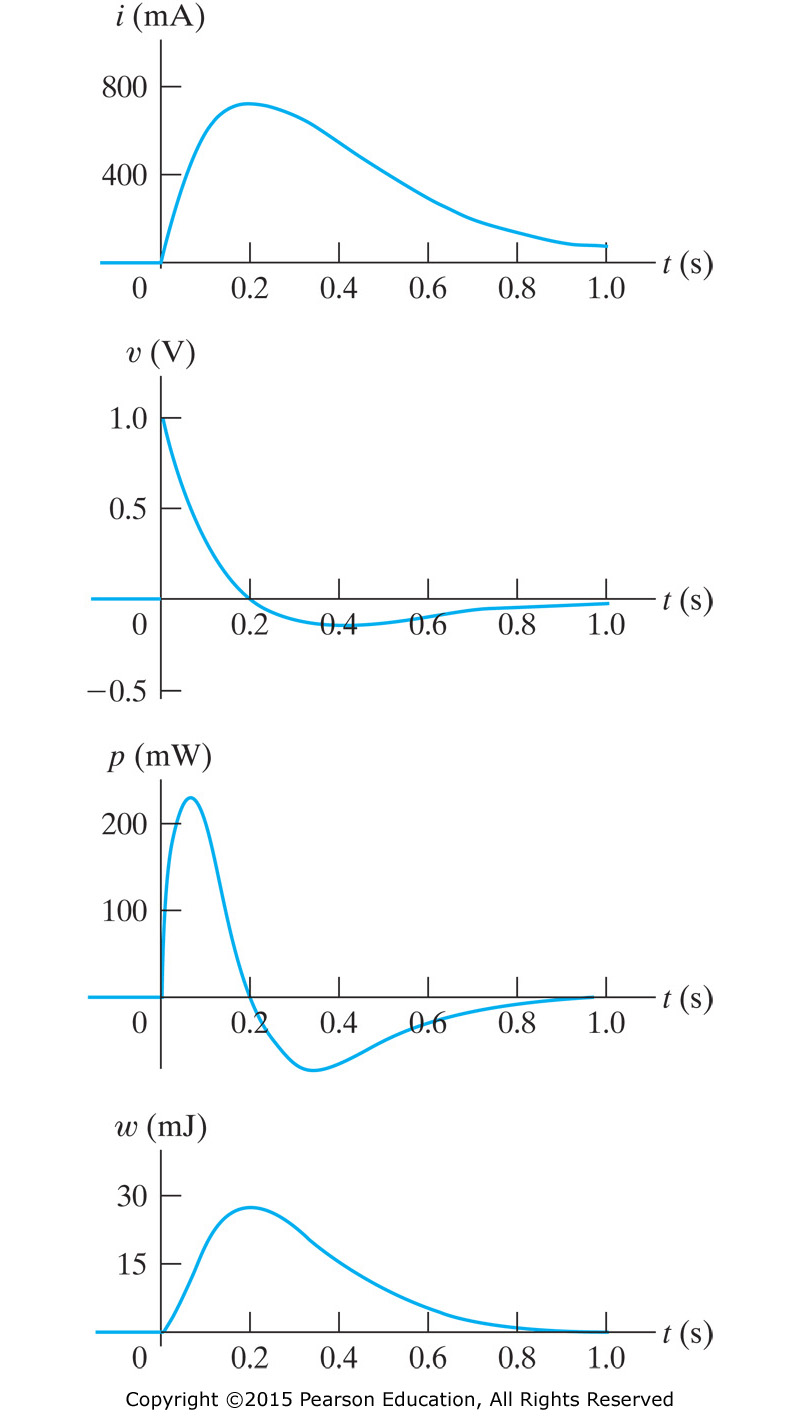 i (mA)
800
400
0 0.2 0.4 0.6 0.8 1.0 t (s)
v (V)
1.0
0.5
0 0.2 0.4 0.6 0.8 1.0 t (s)
−0.5
p (mW)
200
100
0 0.2 0.4 0.6 0.8 1.0 t (s)
w (mJ)
30
15
0 0.2 0.4 0.6 0.8 1.0 t (s)
Copyright ©2015 Pearson Education, All Rights Reserved